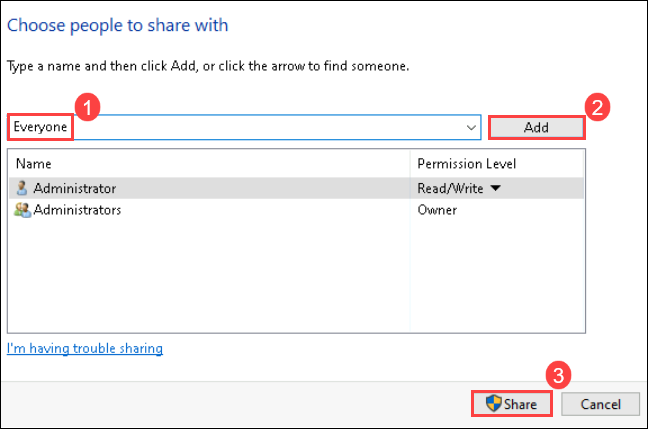 Choose people to share with
Type a name and then click Add, or click the arrow to find someone.
1
2
Everyone
Add
Name Permission Level
Administrator Read/Write
Administrators Owner
I'm having trouble sharing
3
Share Cancel